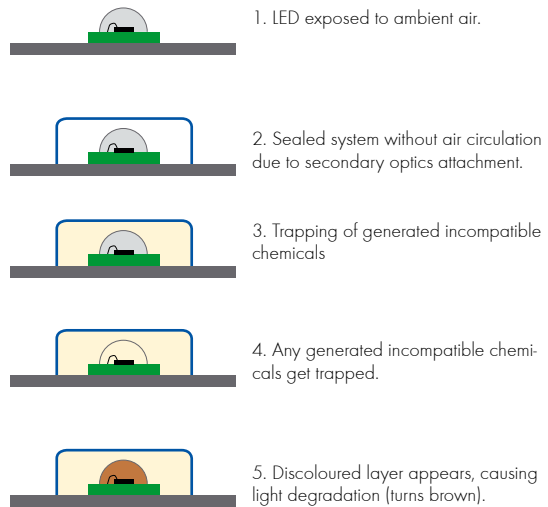 1. LED exposed to ambient air.
2. Sealed system without air circulation
due to secondary optics attachment.
3. Trapping of generated incompatible
chemicals
4. Any generated incompatible chemi-
cals get trapped.
5. Discoloured layer appears, causing
light degradation (turns brown).